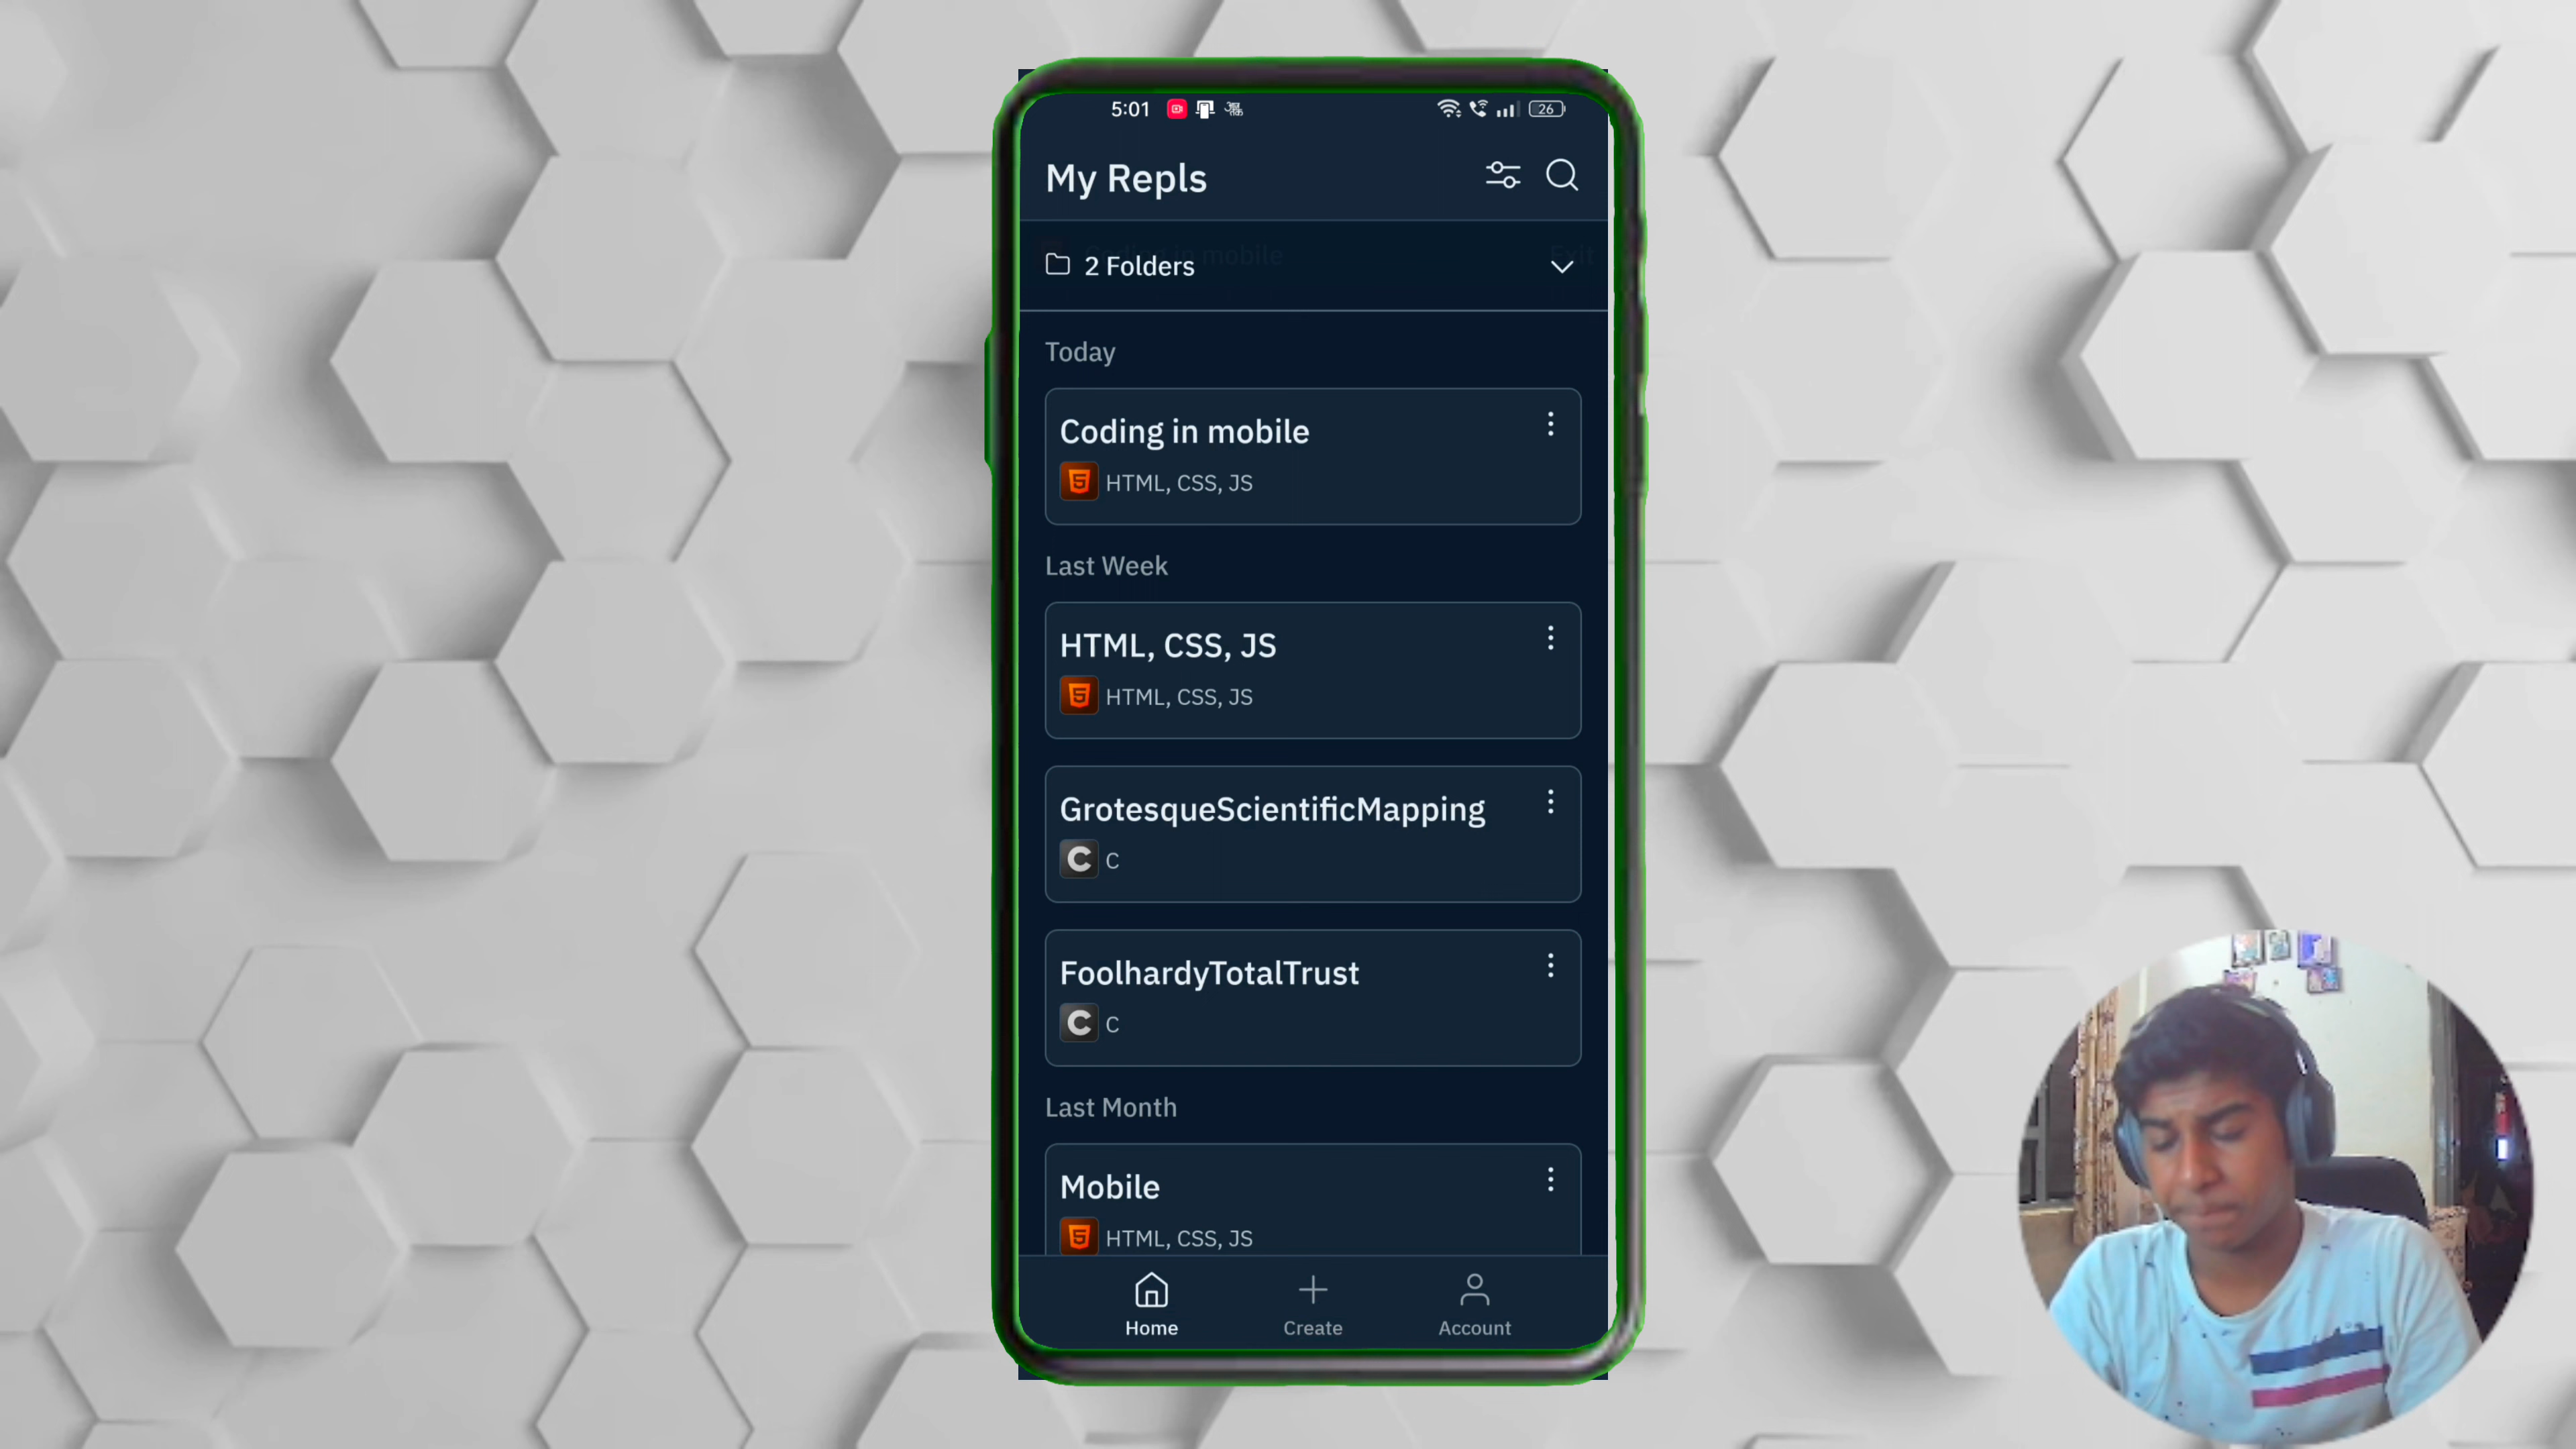 5:01
26
My Repls
2 Folders
Today
Coding in mobile
HTML, CSS, JS
Last Week
HTML, CSS, JS
HTML, CSS, JS
GrotesqueScientificMapping
C
FoolhardyTotalTrust
C
Last Month
Mobile
HTML, CSS, JS
Home
Create
Account